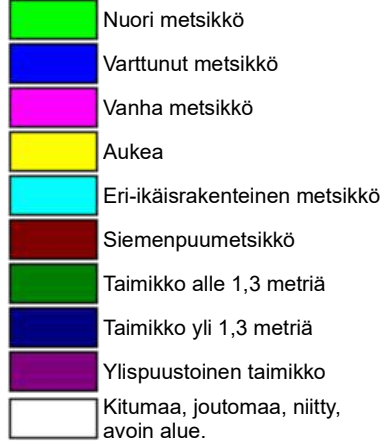 Nuori metsikkö
Varttunut metsikkö
Vanha metsikkö
Aukea
Eri-ikäisrakenteinen metsikkö
Siemenpuumetsikkö
Taimikko alle 1,3 metriä
Taimikko yli 1,3 metriä
Ylispuustoinen taimikko
Kitumaa, joutomaa, niitty,
avoin alue.